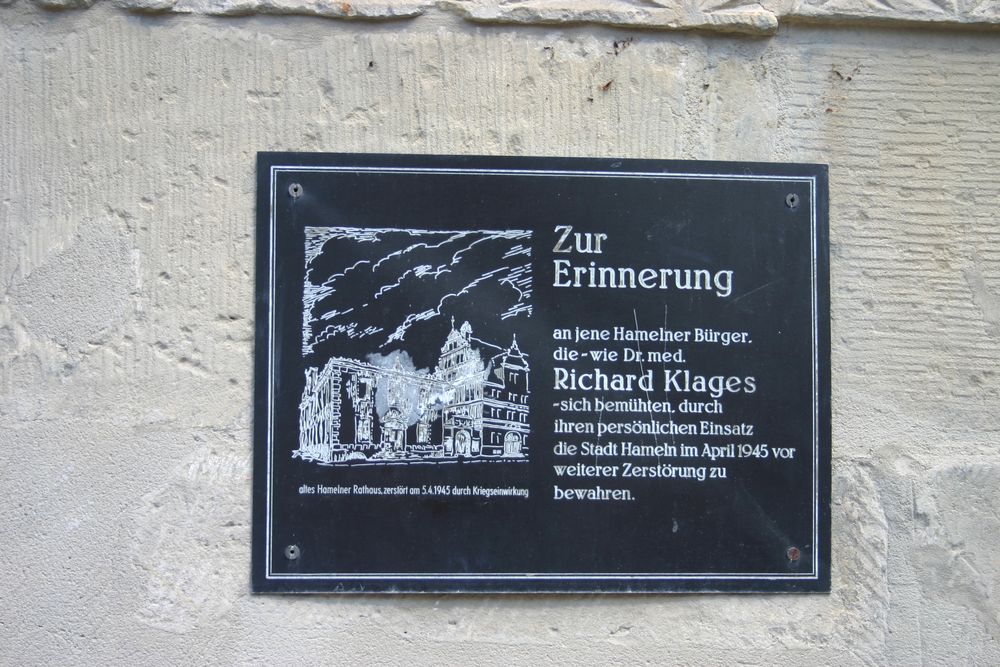 Zur
Erinnerung
an jene Hamelner Bürger,
die - wie Dr. med.
Richard Klages
-sich bemühten, durch
ihren persönlichen Einsatz
die Stadt Hameln im April 1945 vor
weiterer Zerstörung zu
bewahren.
altes Hamelner Rathaus, zerstört am 5.4.1945 durch Kriegseinwirkung